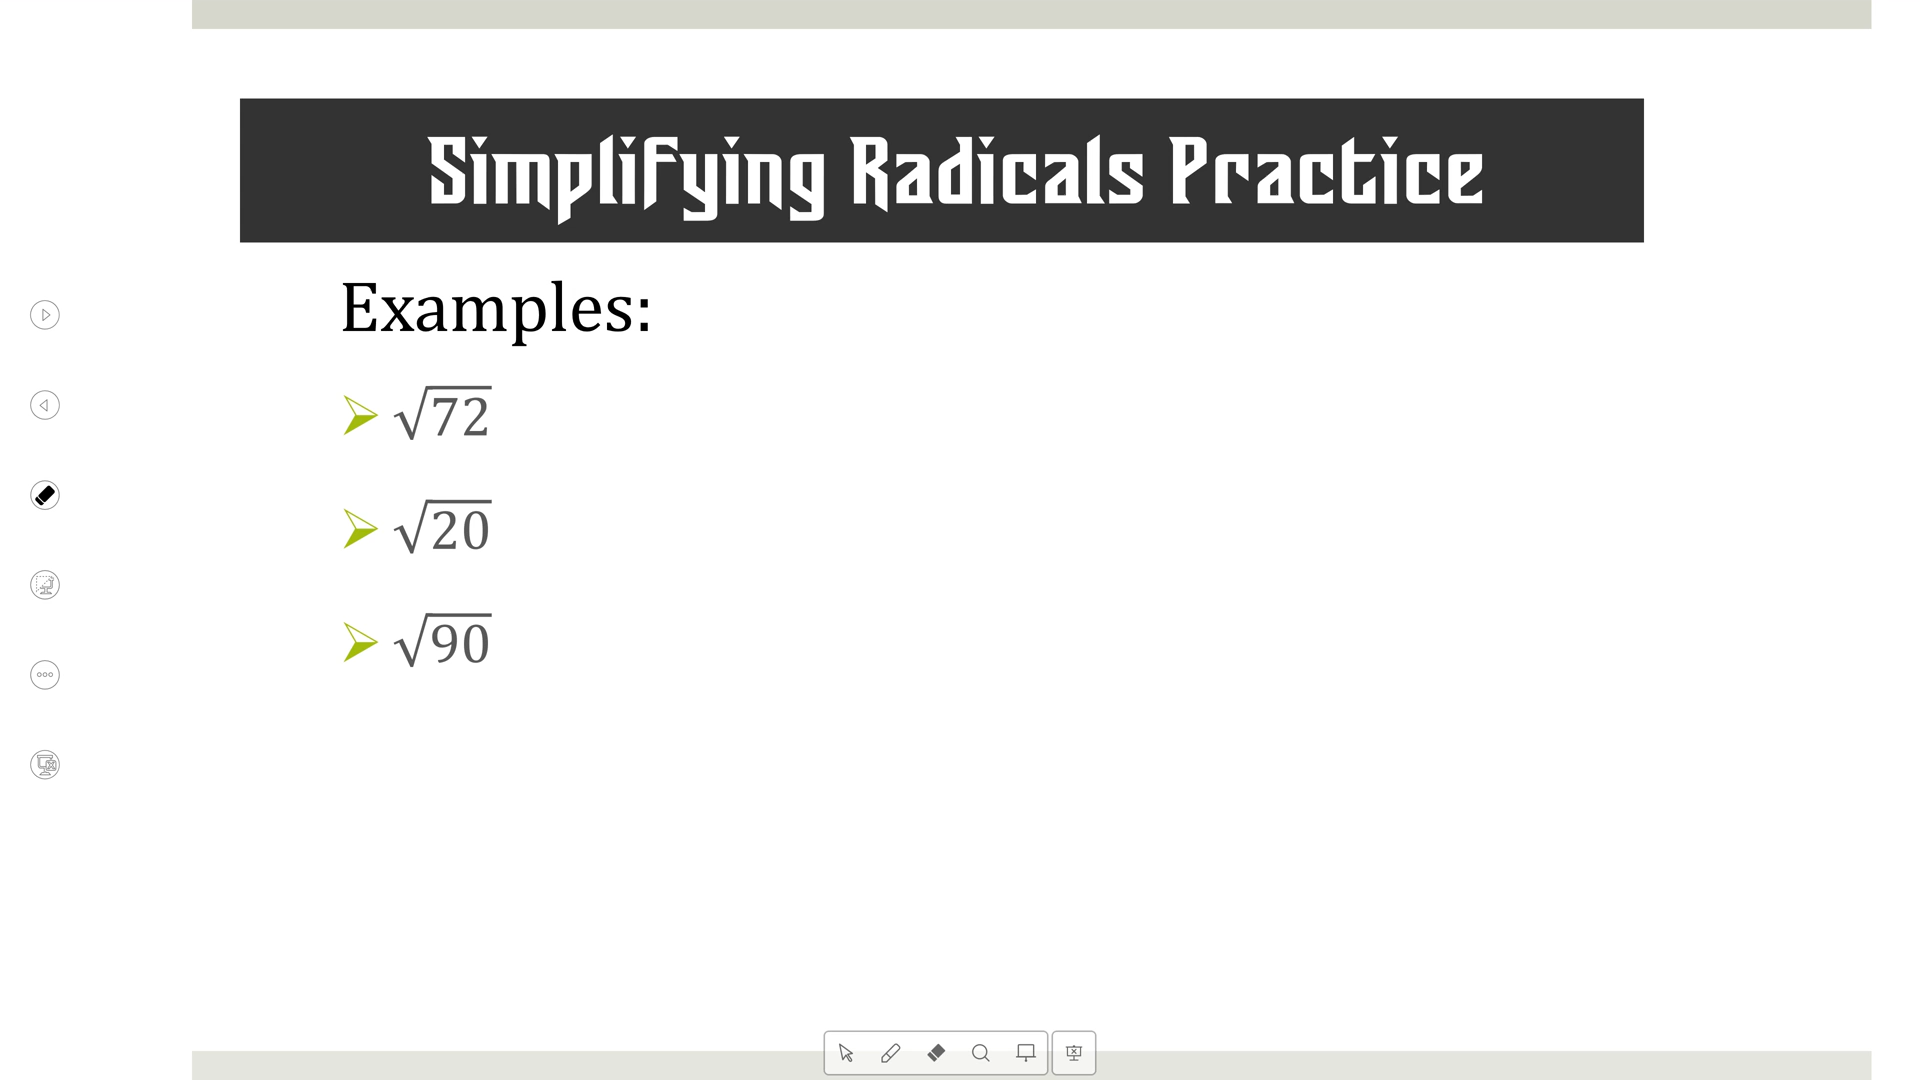 Simplifying Radicals Practice
Examples:
√72
√20
√90